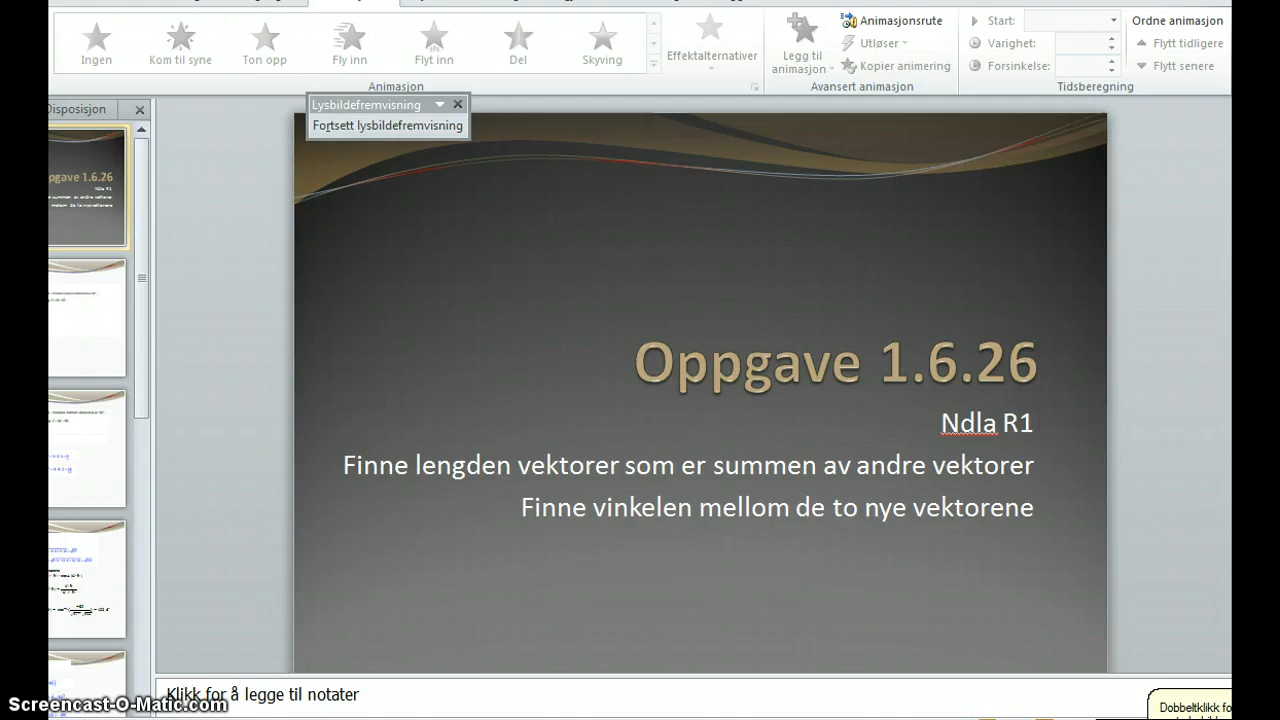 Ingen
Kom til syne
Ton opp
Fly inn
Flyt inn
Del
Skyving
Effektalternativer
Legg til
animasjon
Animasjonsrute
Utløser
Kopier animering
Start:
Varighet:
Forsinkelse:
Ordne animasjon
Flytt tidligere
Flytt senere
Animasjon
Avansert animasjon
Tidsberegning
Disposisjon
Lysbildefremvisning
Fortsett lysbildefremvisning
ppgave 1.6.26
Ndla R1
Oppgave 1.6.26
Ndla R1
Finne lengden vektorer som er summen av andre vektorer
Finne vinkelen mellom de to nye vektorene
Klikk for å legge til notater
Screencast-O-Matic.com
Dobbeltklikk fo